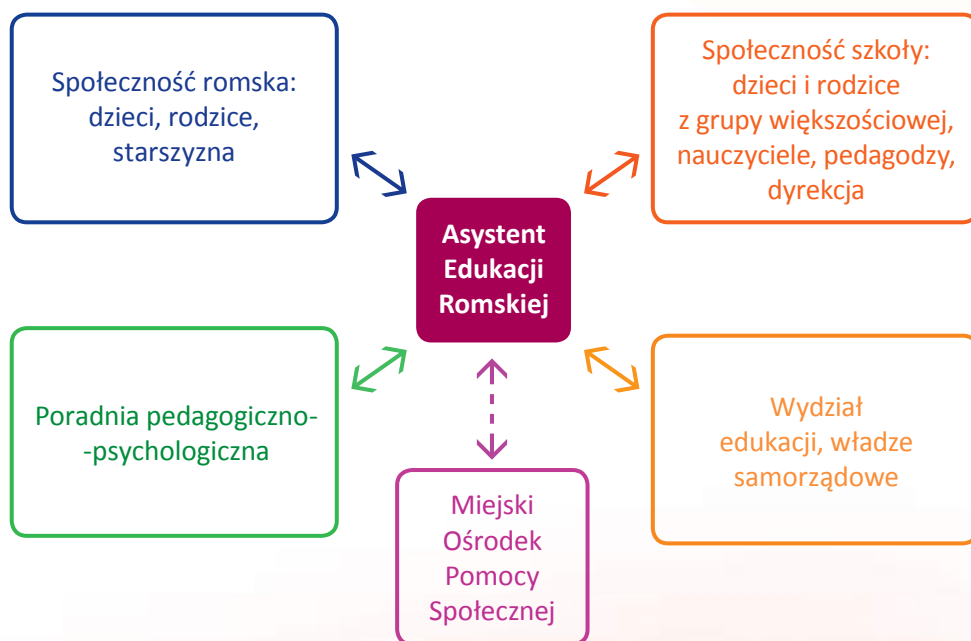 Społeczność romska:
dzieci, rodzice,
starszyzna
Społeczność szkoły:
dzieci i rodzice
z grupy większościowej,
nauczyciele, pedagodzy,
dyrekcja
Asystent
Edukacji
Romskiej
Poradnia pedagogiczno-
-psychologiczna
Wydział
edukacji, władze
samorządowe
Miejski
Ośrodek
Pomocy
Społecznej